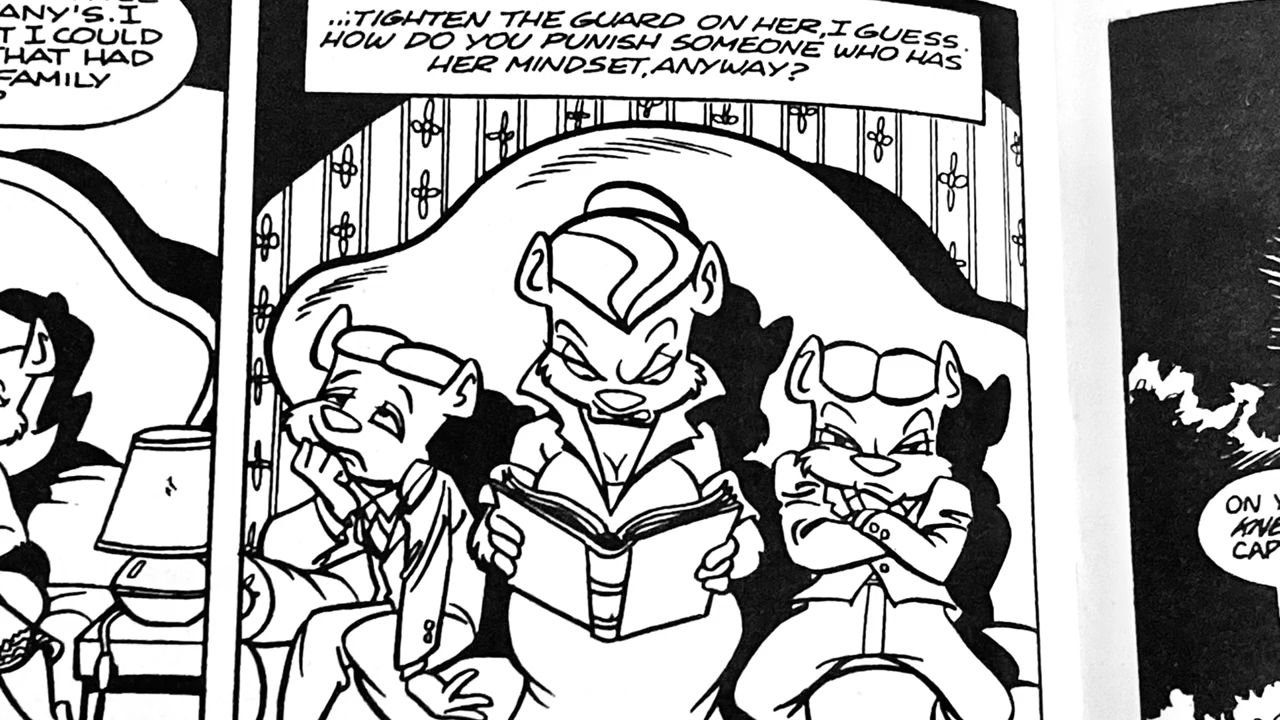 ANY'S. I
T I COULD
THAT HAD
FAMILY
?
...TIGHTEN THE GUARD ON HER, I GUESS.
HOW DO YOU PUNISH SOMEONE WHO HAS
HER MINDSET, ANYWAY?
ON
CAP